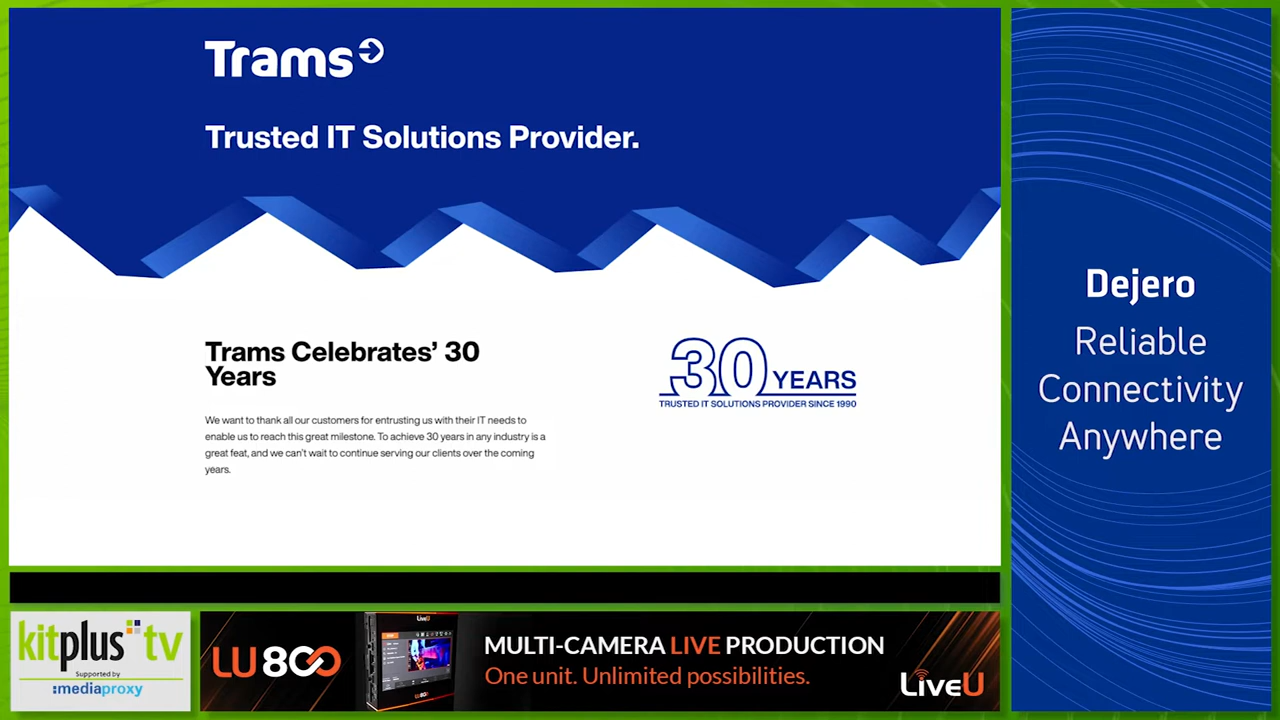 Trams
Trusted IT Solutions Provider.
Trams Celebrates’ 30
Years
We want to thank all our customers for entrusting us with their IT needs to
enable us to reach this great milestone. To achieve 30 years in any industry is a
great feat, and we can’t wait to continue serving our clients over the coming
years.
30 YEARS
TRUSTED IT SOLUTIONS PROVIDER SINCE 1990
Dejero
Reliable
Connectivity
Anywhere
kitplus tv
Supported by
:mediaproxy
LU800
LiveU
LU800
MULTI-CAMERA LIVE PRODUCTION
One unit. Unlimited possibilities.
LiveU